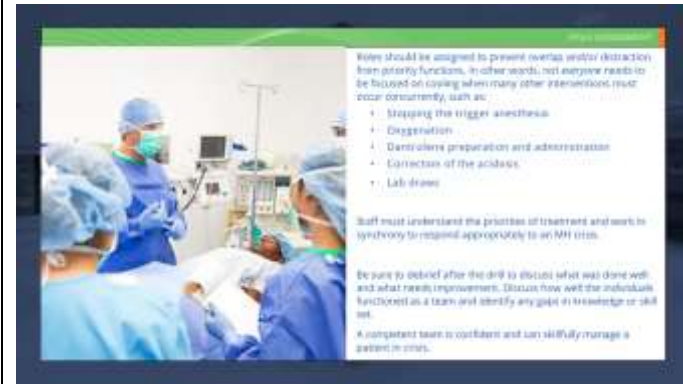 Roles should be assigned to prevent overlap and/or distraction
from priority functions. In other words, not everyone needs to
be focused on cooling when many other interventions must
occur concurrently, such as:
• Stopping the trigger anesthesia
• Oxygenation
• Dantrolene preparation and administration
• Correction of the acidosis
• Lab draws
Staff must understand the priorities of treatment and work in
synchrony to respond appropriately to an MH crisis.
Be sure to debrief after the drill to discuss what was done well
and what needs improvement. Discuss how well the individuals
functioned as a team and identify any gaps in knowledge or skill
set.
A competent team is confident and can skillfully manage a
patient in crisis.